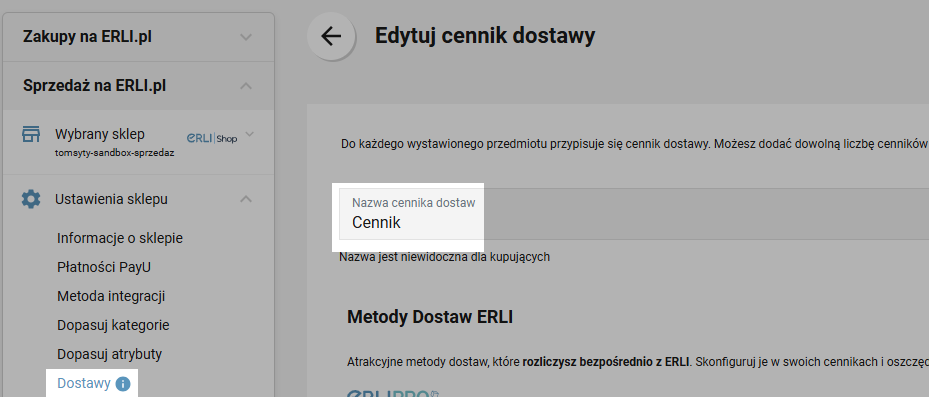 Zakupy na ERLI.pl
Sprzedaż na ERLI.pl
Wybrany sklep
ERLI Shop
tomsyty-sandbox-sprzedaz
Ustawienia sklepu
Informacje o sklepie
Płatności PayU
Metoda integracji
Dopasuj kategorie
Dopasuj atrybuty
Dostawy
Edytuj cennik dostawy
Do każdego wystawionego przedmiotu przypisuje się cennik dostawy. Możesz dodać dowolną liczbę cenników
Nazwa cennika dostaw
Cennik
Nazwa jest niewidoczna dla kupujących
Metody Dostaw ERLI
Atrakcyjne metody dostaw, które rozliczysz bezpośrednio z ERLI. Skonfiguruj je w swoich cennikach i
ERLIPRO